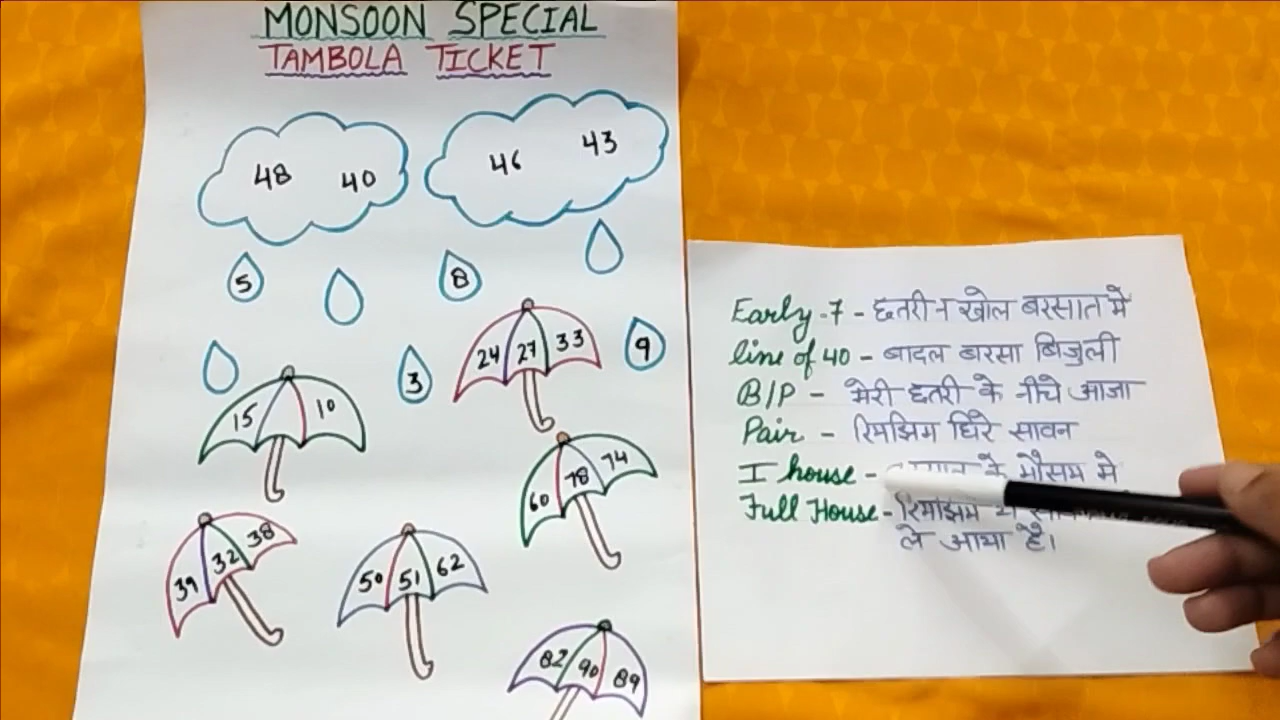 MONSOON SPECIAL
TAMBOLA TICKET
48 40
46 43
5
8
9
3
24 27 33
15 10
60 78 74
39 32 38
50 51 62
82 90 89
Early-7 - छतरी न खोल बरसात में
line of 40 - बादल बरसा बिजुली
B/P - मेरी छतरी के नीचे आजा
Pair - रिमझिम घिरे सावन
I house - के मौसम मे
Full House - रिमझिम
ले आया है।